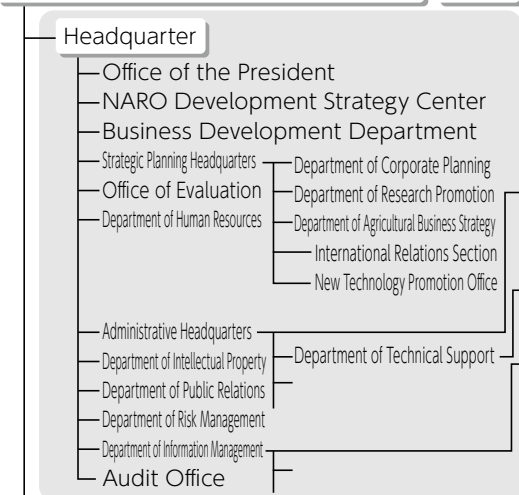 Headquarter
Office of the President
NARO Development Strategy Center
Business Development Department
Strategic Planning Headquarters
Department of Corporate Planning
Office of Evaluation
Department of Research Promotion
Department of Human Resources
Department of Agricultural Business Strategy
International Relations Section
New Technology Promotion Office
Administrative Headquarters
Department of Intellectual Property
Department of Technical Support
Department of Public Relations
Department of Risk Management
Department of Information Management
Audit Office